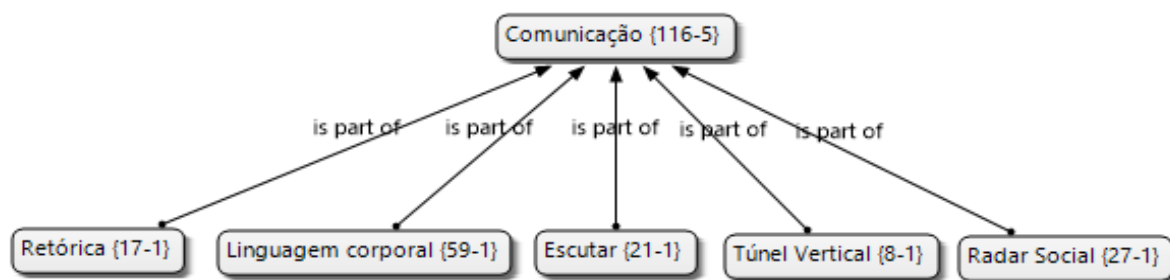 Comunicação {116-5}
is part of is part of is part of is part of is part of
Retórica {17-1} Linguagem corporal {59-1} Escutar {21-1} Túnel Vertical {8-1} Radar Social {27-1}